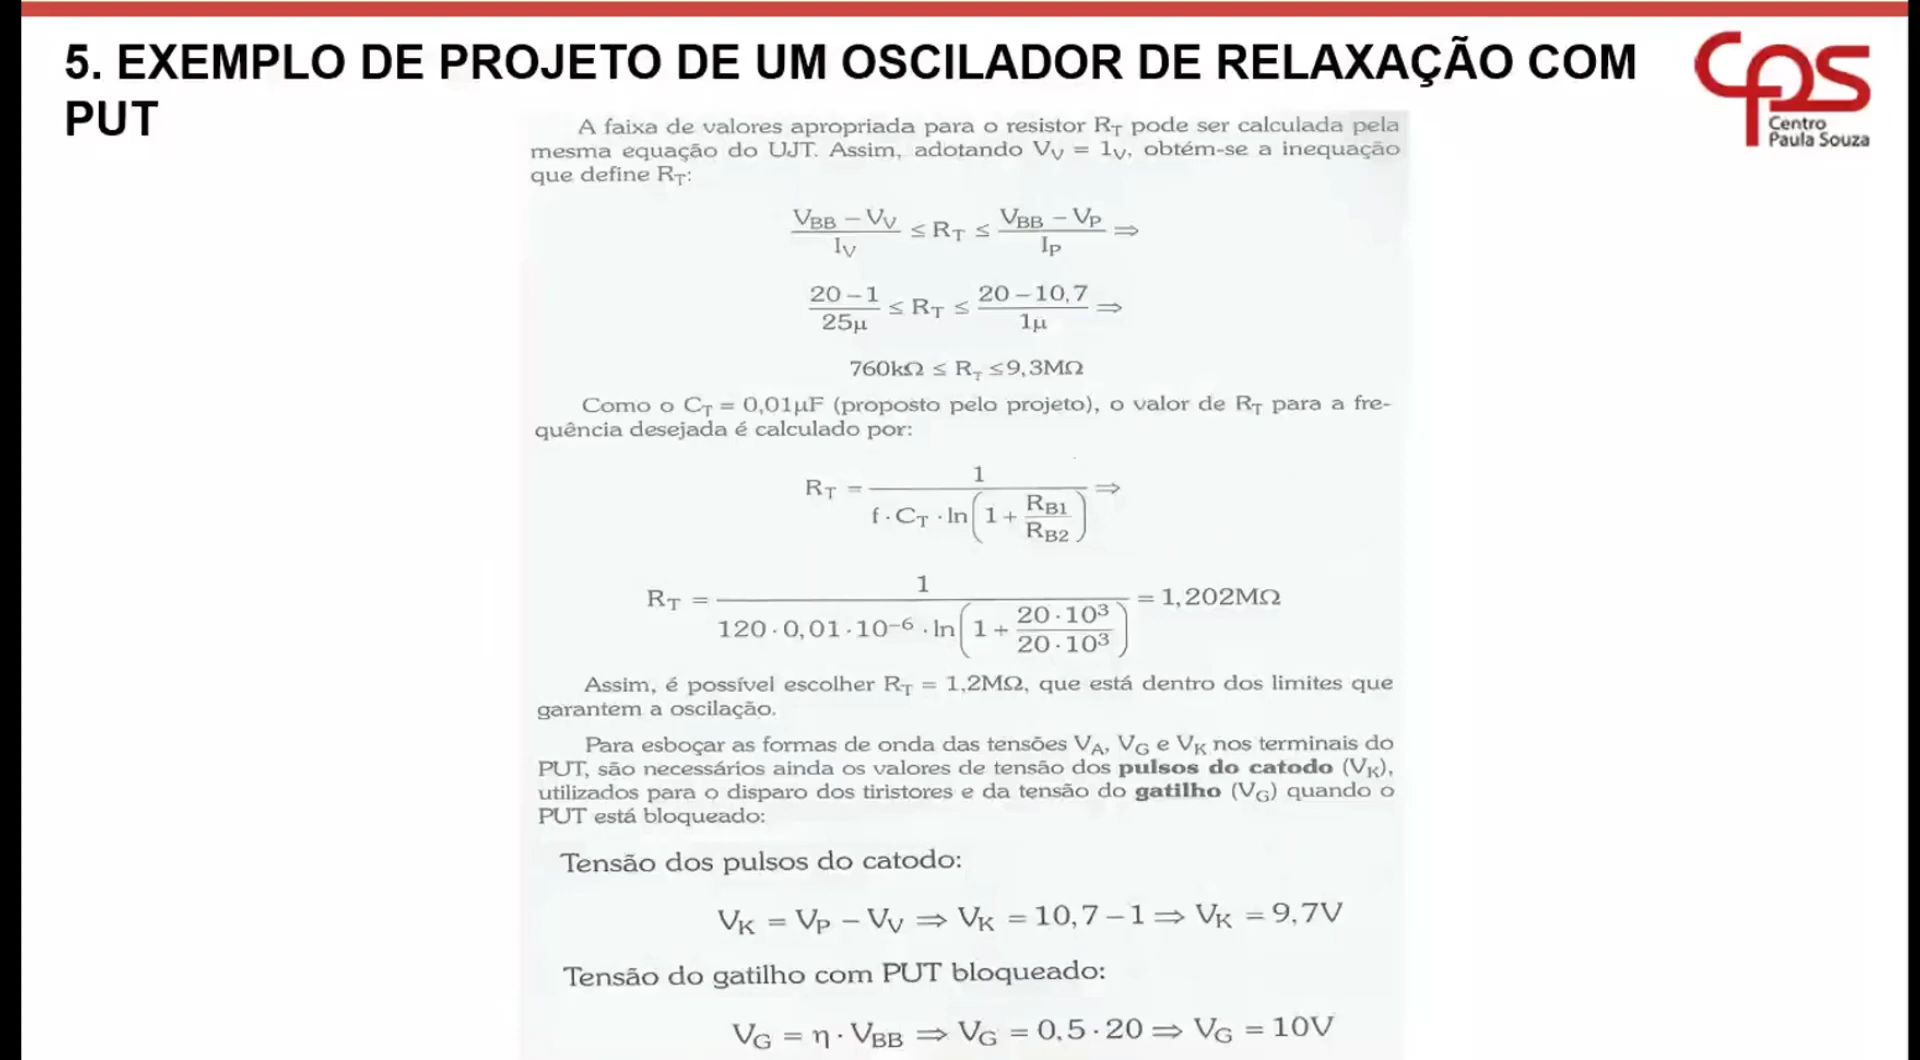 5. EXEMPLO DE PROJETO DE UM OSCILADOR DE RELAXAÇÃO COM
PUT
CPS
Centro
Paula Souza
A faixa de valores apropriada para o resistor R_T pode ser calculada pela
mesma equação do UJT. Assim, adotando V_V = 1_V, obtém-se a inequação
que define R_T:
(V_BB − V_V)/I_V ≤ R_T ≤ (V_BB − V_P)/I_P ⇒
(20 − 1)/25µ ≤ R_T ≤ (20 − 10,7)/1µ ⇒
760kΩ ≤ R_T ≤ 9,3MΩ
Como o C_T = 0,01µF (proposto pelo projeto), o valor de R_T para a fre-
quência desejada é calculado por:
R_T = 1/(f · C_T · ln(1 + R_B1/R_B2)) ⇒
R_T = 1/(120 · 0,01 · 10⁻⁶ · ln(1 + (20 · 10³)/(20 · 10³))) = 1,202MΩ
Assim, é possível escolher R_T = 1,2MΩ, que está dentro dos limites que
garantem a oscilação.
Para esboçar as formas de onda das tensões V_A, V_G e V_K nos terminais do
PUT, são necessários ainda os valores de tensão dos pulsos do catodo (V_K),
utilizados para o disparo dos tiristores e da tensão do gatilho (V_G) quando o
PUT está bloqueado:
Tensão dos pulsos do catodo:
V_K = V_P − V_V ⇒ V_K = 10,7 − 1 ⇒ V_K = 9,7V
Tensão do gatilho com PUT bloqueado:
V_G = η · V_BB ⇒ V_G = 0,5 · 20 ⇒ V_G = 10V